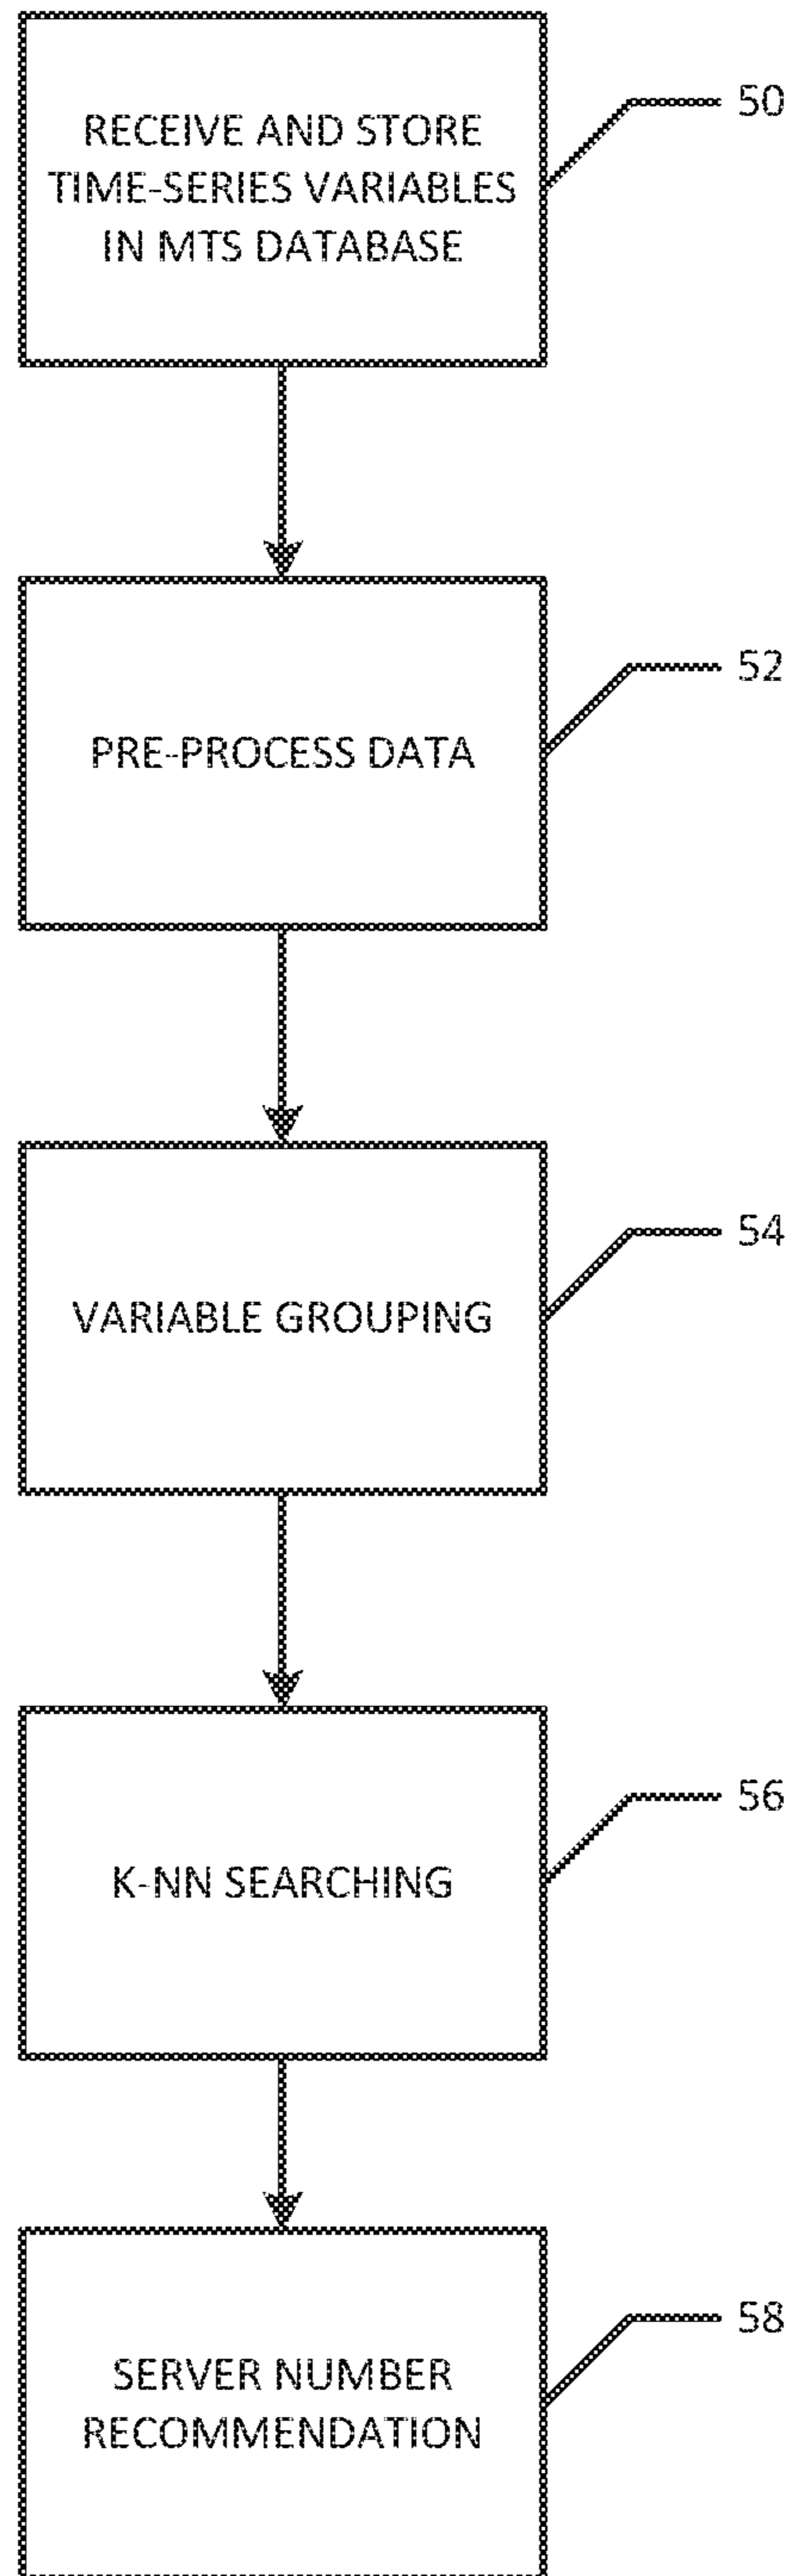 RECEIVE AND STORE
TIME-SERIES VARIABLES
IN MTS DATABASE
50
PRE-PROCESS DATA
52
VARIABLE GROUPING
54
K-NN SEARCHING
56
SERVER NUMBER
RECOMMENDATION
58